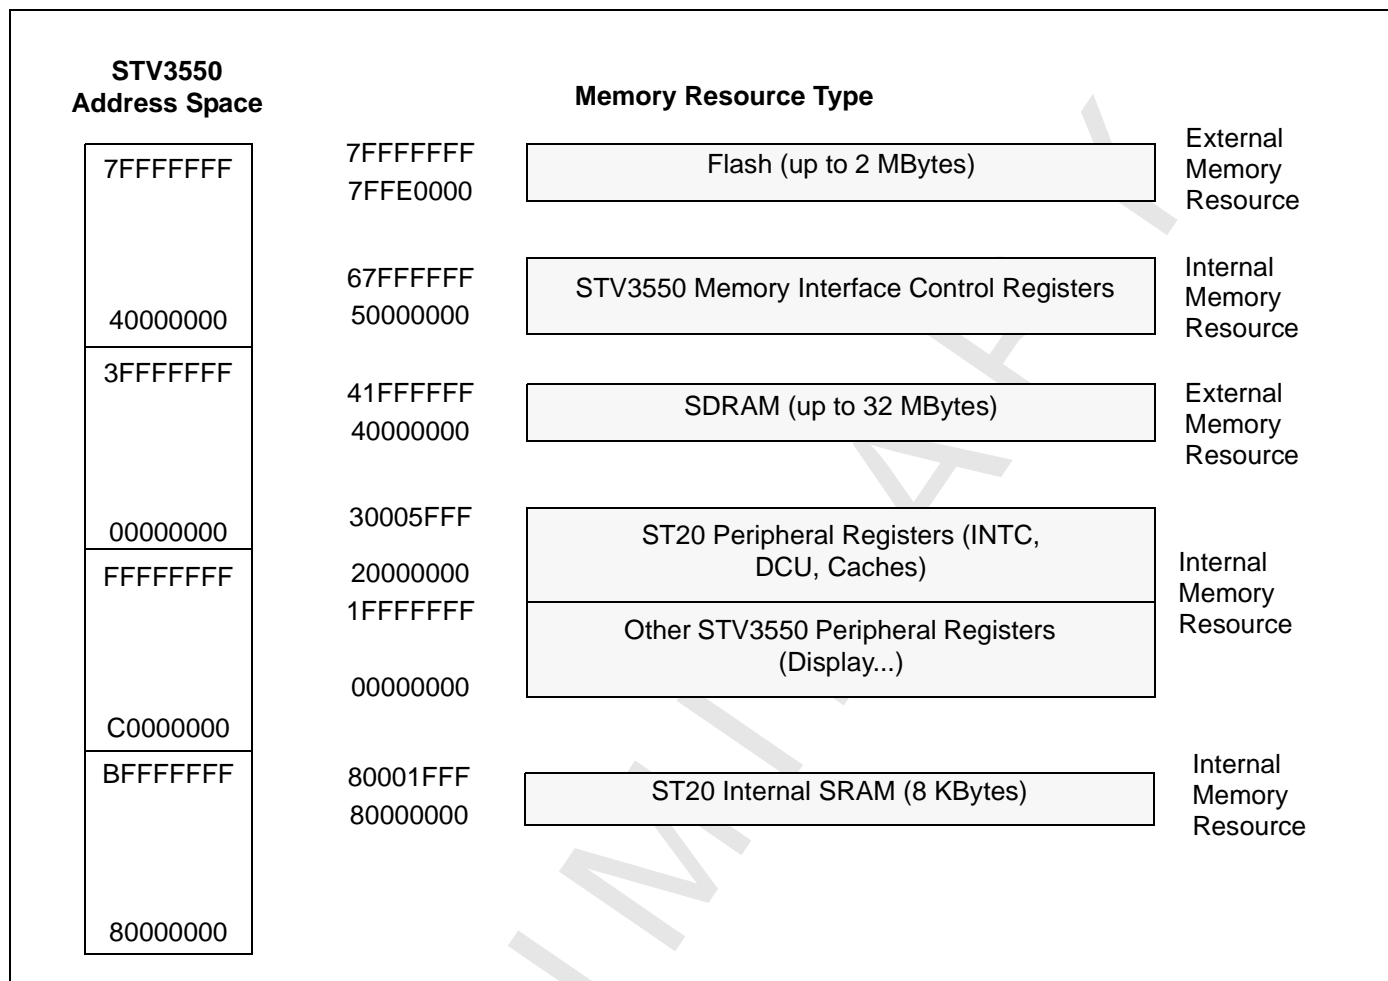 STV3550
Address Space
Memory Resource Type
7FFFFFFF
40000000
3FFFFFFF
00000000
FFFFFFFF
C0000000
BFFFFFFF
80000000
7FFFFFFF
7FFE0000
Flash (up to 2 MBytes)
External
Memory
Resource
67FFFFFF
50000000
STV3550 Memory Interface Control Registers
Internal
Memory
Resource
41FFFFFF
40000000
SDRAM (up to 32 MBytes)
External
Memory
Resource
30005FFF
20000000
ST20 Peripheral Registers (INTC,
DCU, Caches)
1FFFFFFF
00000000
Other STV3550 Peripheral Registers
(Display...)
Internal
Memory
Resource
80001FFF
80000000
ST20 Internal SRAM (8 KBytes)
Internal
Memory
Resource